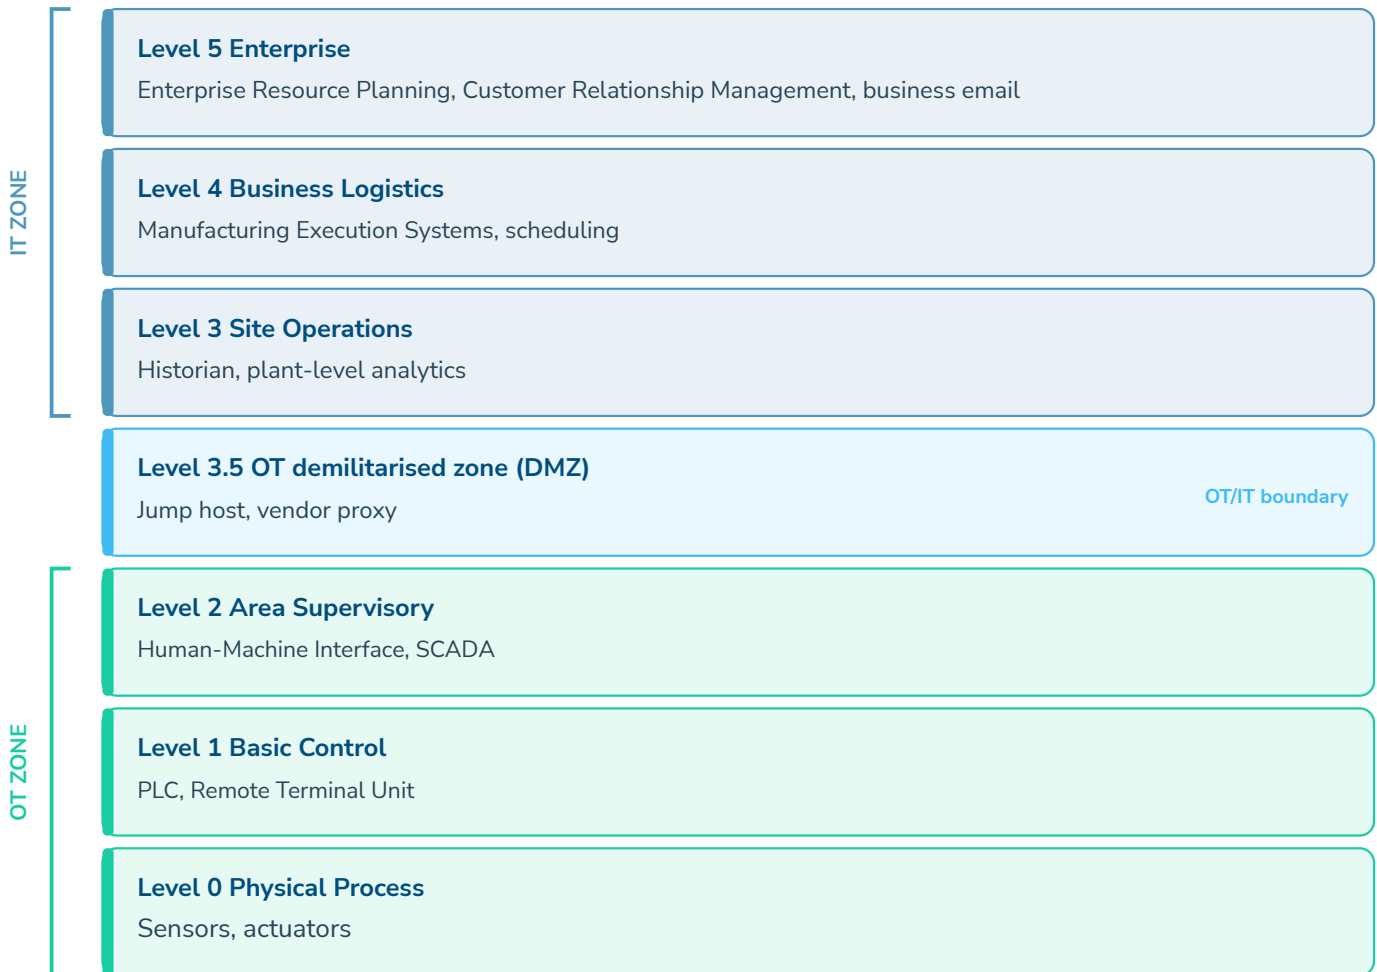 Level 5 Enterprise
Enterprise Resource Planning, Customer Relationship Management, business email
IT ZONE
Level 4 Business Logistics
Manufacturing Execution Systems, scheduling
Level 3 Site Operations
Historian, plant-level analytics
Level 3.5 OT demilitarised zone (DMZ)
Jump host, vendor proxy
OT/IT boundary
Level 2 Area Supervisory
Human-Machine Interface, SCADA
OT ZONE
Level 1 Basic Control
PLC, Remote Terminal Unit
Level 0 Physical Process
Sensors, actuators